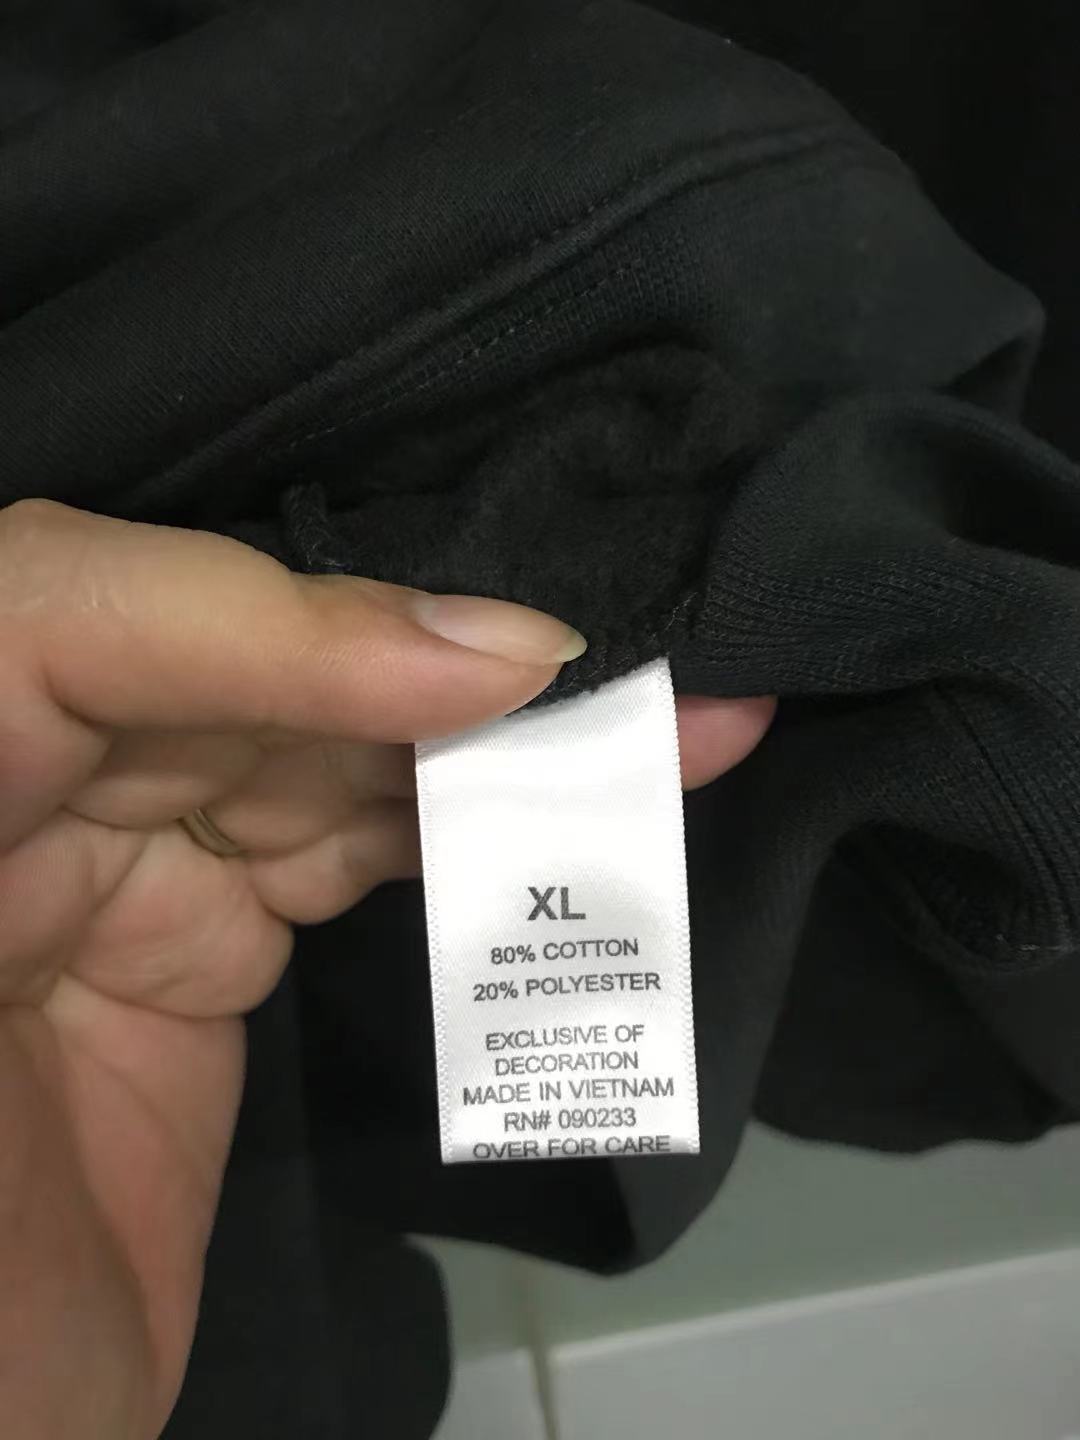 XL
80% COTTON
20% POLYESTER
EXCLUSIVE OF
DECORATION
MADE IN VIETNAM
RN# 090233
OVER FOR CARE